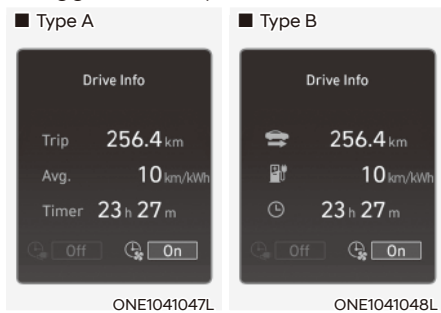 ■ Type A
Drive Info
Trip 256.4 km
Avg. 10 km/kWh
Timer 23 h 27 m
Off On
ONE1041047L
■ Type B
Drive Info
256.4 km
10 km/kWh
23 h 27 m
Off On
ONE1041048L